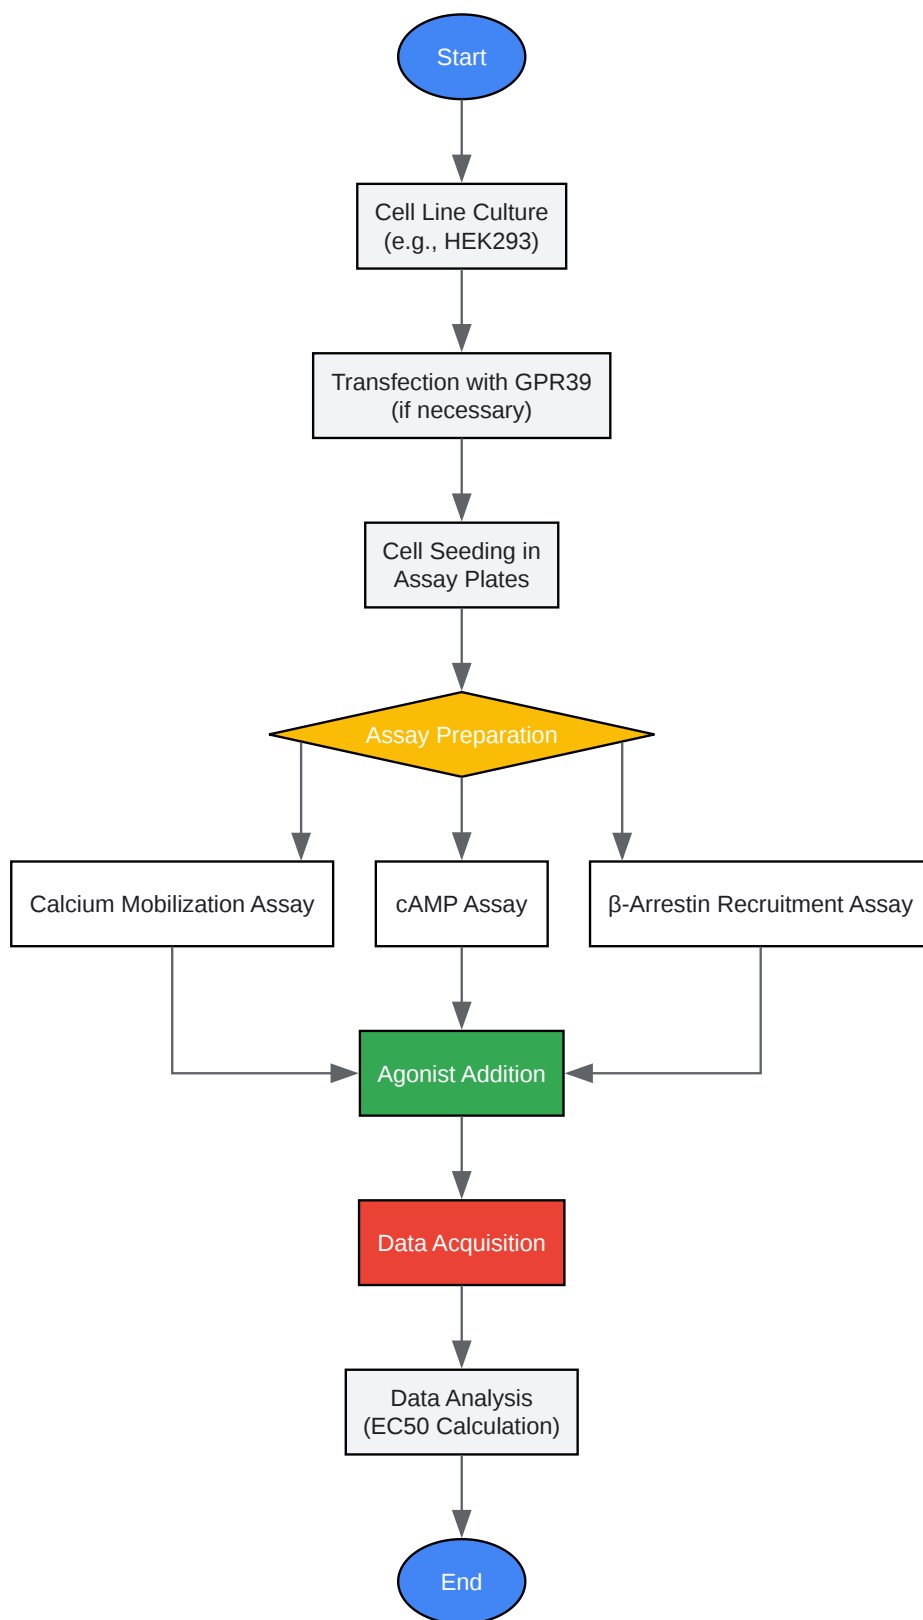 Start
Cell Line Culture
(e.g., HEK293)
Transfection with GPR39
(if necessary)
Cell Seeding in
Assay Plates
Assay Preparation
Calcium Mobilization Assay
cAMP Assay
β-Arrestin Recruitment Assay
Agonist Addition
Data Acquisition
Data Analysis
(EC50 Calculation)
End